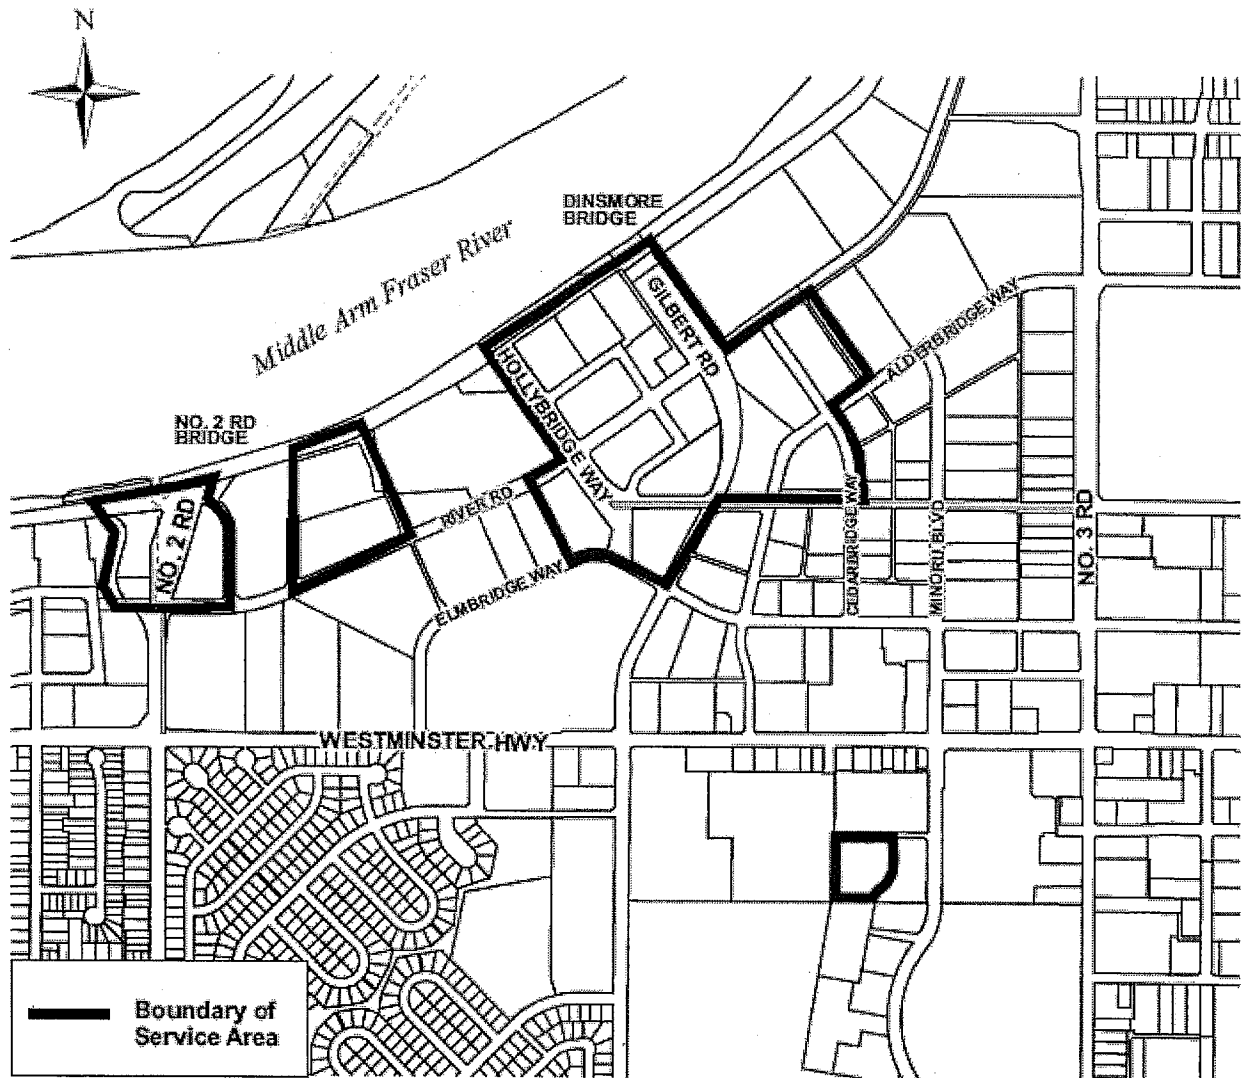 N
DINSMORE
BRIDGE
Middle Arm Fraser River
GILBERT RD
ALDERBRIDGE WAY
HOLLYBRIDGE WAY
NO. 2 RD
BRIDGE
RIVER RD
NO. 2 RD
CEDARBRIDGE WAY
MINORU BLVD
NO. 3 RD
ELMBRIDGE WAY
WESTMINSTER HWY
Boundary of
Service Area